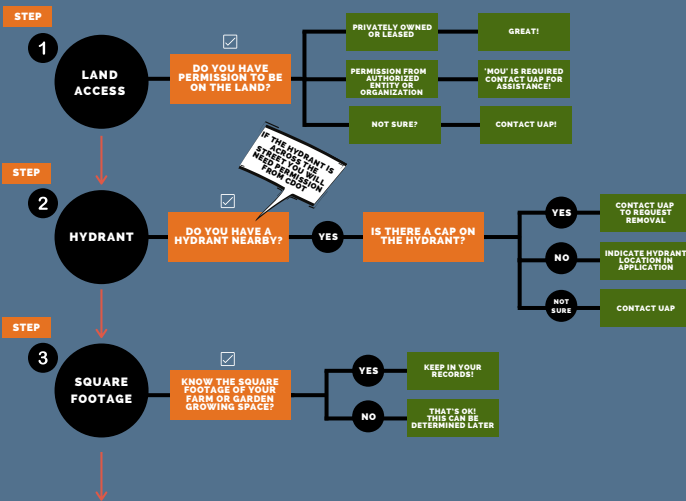 STEP
1
LAND
ACCESS
DO YOU HAVE
PERMISSION TO BE
ON THE LAND?
PRIVATELY OWNED
OR LEASED
GREAT!
PERMISSION FROM
AUTHORIZED
ENTITY OR
ORGANIZATION
'MOU' IS REQUIRED
CONTACT UAP FOR
ASSISTANCE!
NOT SURE?
CONTACT UAP!
STEP
2
HYDRANT
IF THE HYDRANT IS
ACROSS THE
STREET YOU WILL
NEED PERMISSION
FROM CDOT
DO YOU HAVE A
HYDRANT NEARBY?
YES
IS THERE A CAP ON
THE HYDRANT?
YES
CONTACT UAP
TO REQUEST
REMOVAL
NO
INDICATE HYDRANT
LOCATION IN
APPLICATION
NOT
SURE
CONTACT UAP
STEP
3
SQUARE
FOOTAGE
KNOW THE SQUARE
FOOTAGE OF YOUR
FARM OR GARDEN
GROWING SPACE?
YES
KEEP IN YOUR
RECORDS!
NO
THAT'S OK!
THIS CAN BE
DETERMINED LATER